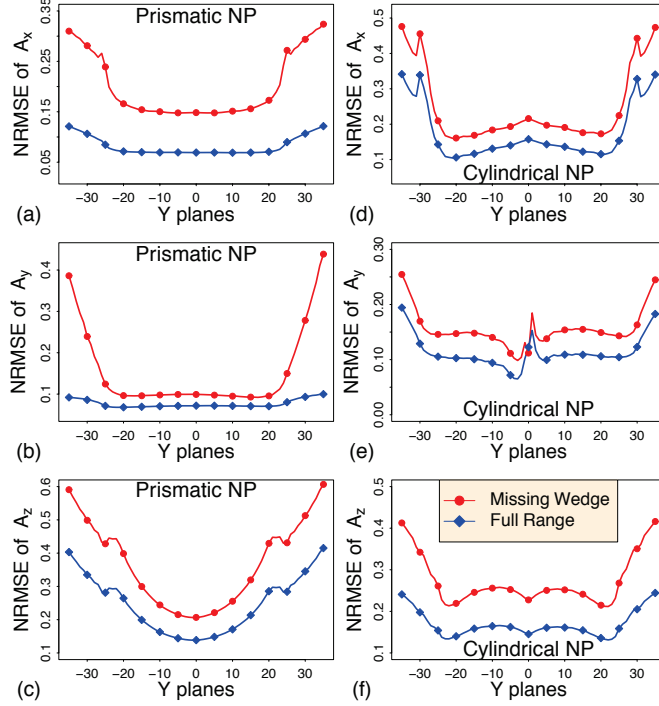 Prismatic NP
NRMSE of Ax
0.05 0.15 0.25 0.35
−30 −20 −10 0 10 20 30
(a) Y planes
NRMSE of Ax
0.1 0.2 0.3 0.4 0.5
Cylindrical NP
−30 −20 −10 0 10 20 30
(d) Y planes
Prismatic NP
NRMSE of Ay
0.1 0.2 0.3 0.4
−30 −20 −10 0 10 20 30
(b) Y planes
NRMSE of Ay
0.00 0.10 0.20 0.30
Cylindrical NP
−30 −20 −10 0 10 20 30
(e) Y planes
Prismatic NP
NRMSE of Az
0.1 0.2 0.3 0.4 0.5 0.6
−30 −20 −10 0 10 20 30
(c) Y planes
Missing Wedge
Full Range
NRMSE of Az
0.1 0.2 0.3 0.4 0.5
Cylindrical NP
−30 −20 −10 0 10 20 30
(f) Y planes